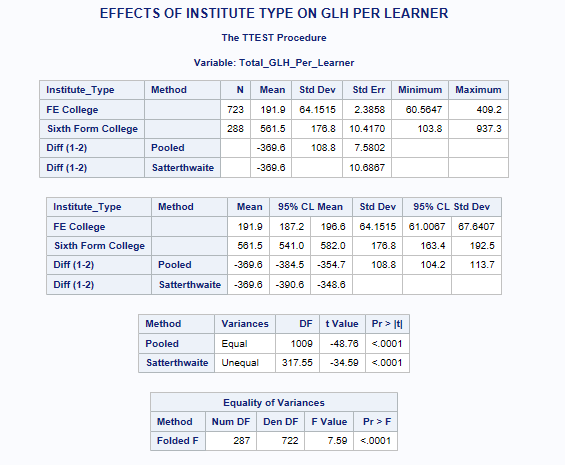 EFFECTS OF INSTITUTE TYPE ON GLH PER LEARNER
The TTEST Procedure
Variable: Total_GLH_Per_Learner
Institute_Type Method N Mean Std Dev Std Err Minimum Maximum
FE College 723 191.9 64.1515 2.3858 60.5647 409.2
Sixth Form College 288 561.5 176.8 10.4170 103.8 937.3
Diff (1-2) Pooled -369.6 108.8 7.5802
Diff (1-2) Satterthwaite -369.6 10.6867
Institute_Type Method Mean 95% CL Mean Std Dev 95% CL Std Dev
FE College 191.9 187.2 196.6 64.1515 61.0067 67.6407
Sixth Form College 561.5 541.0 582.0 176.8 163.4 192.5
Diff (1-2) Pooled -369.6 -384.5 -354.7 108.8 104.2 113.7
Diff (1-2) Satterthwaite -369.6 -390.6 -348.6
Method Variances DF t Value Pr > |t|
Pooled Equal 1009 -48.76 <.0001
Satterthwaite Unequal 317.55 -34.59 <.0001
Equality of Variances
Method Num DF Den DF F Value Pr > F
Folded F 287 722 7.59 <.0001